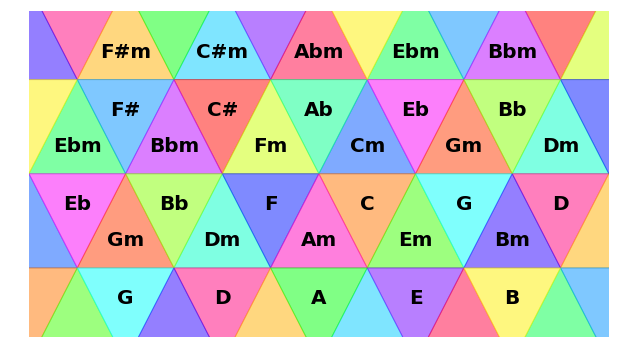 F#m C#m Abm Ebm Bbm
F# C# Ab Eb Bb
Ebm Bbm Fm Cm Gm Dm
Eb Bb F C G D
Gm Dm Am Em Bm
G D A E B